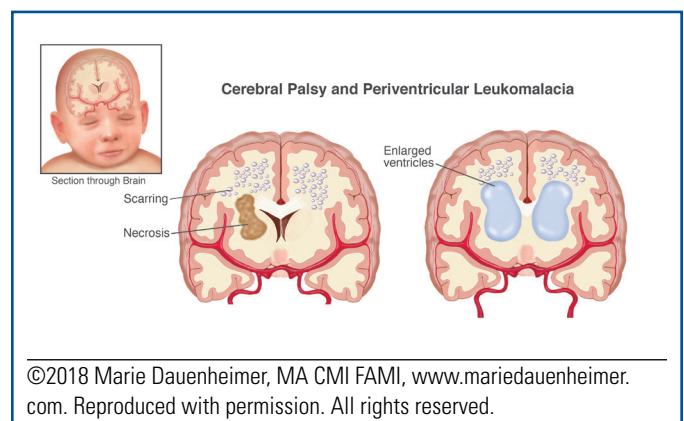 Cerebral Palsy and Periventricular Leukomalacia
Section through Brain
Scarring
Necrosis
Enlarged
ventricles
©2018 Marie Dauenheimer, MA CMI FAMI, www.mariedauenheimer.
com. Reproduced with permission. All rights reserved.